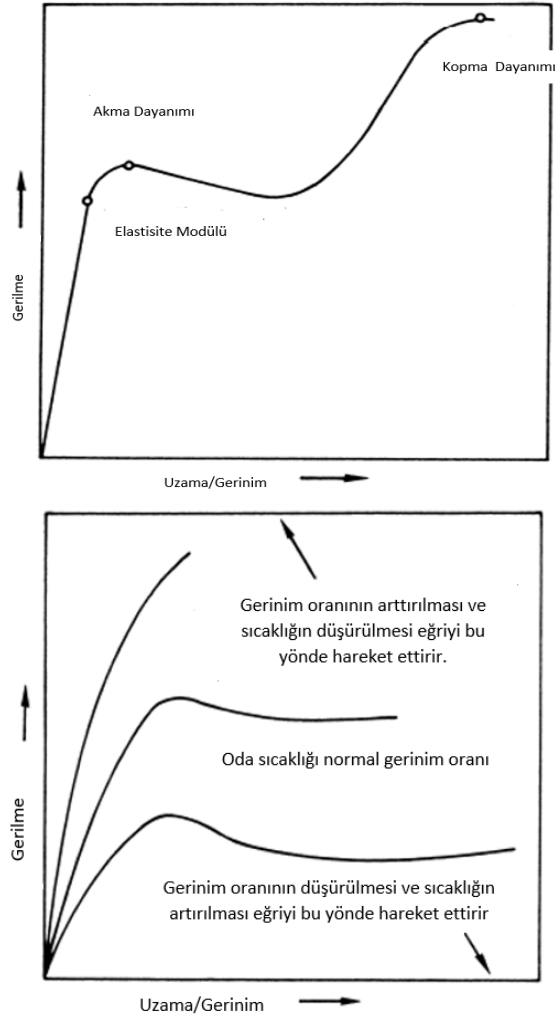 Kopma Dayanımı
Akma Dayanımı
Elastisite Modülü
Gerilme
Uzama/Gerinim
Gerinim oranının arttırılması ve
sıcaklığın düşürülmesi eğriyi bu
yönde hareket ettirir.
Oda sıcaklığı normal gerinim oranı
Gerilme
Gerinim oranının düşürülmesi ve sıcaklığın
artırılması eğriyi bu yönde hareket ettirir
Uzama/Gerinim